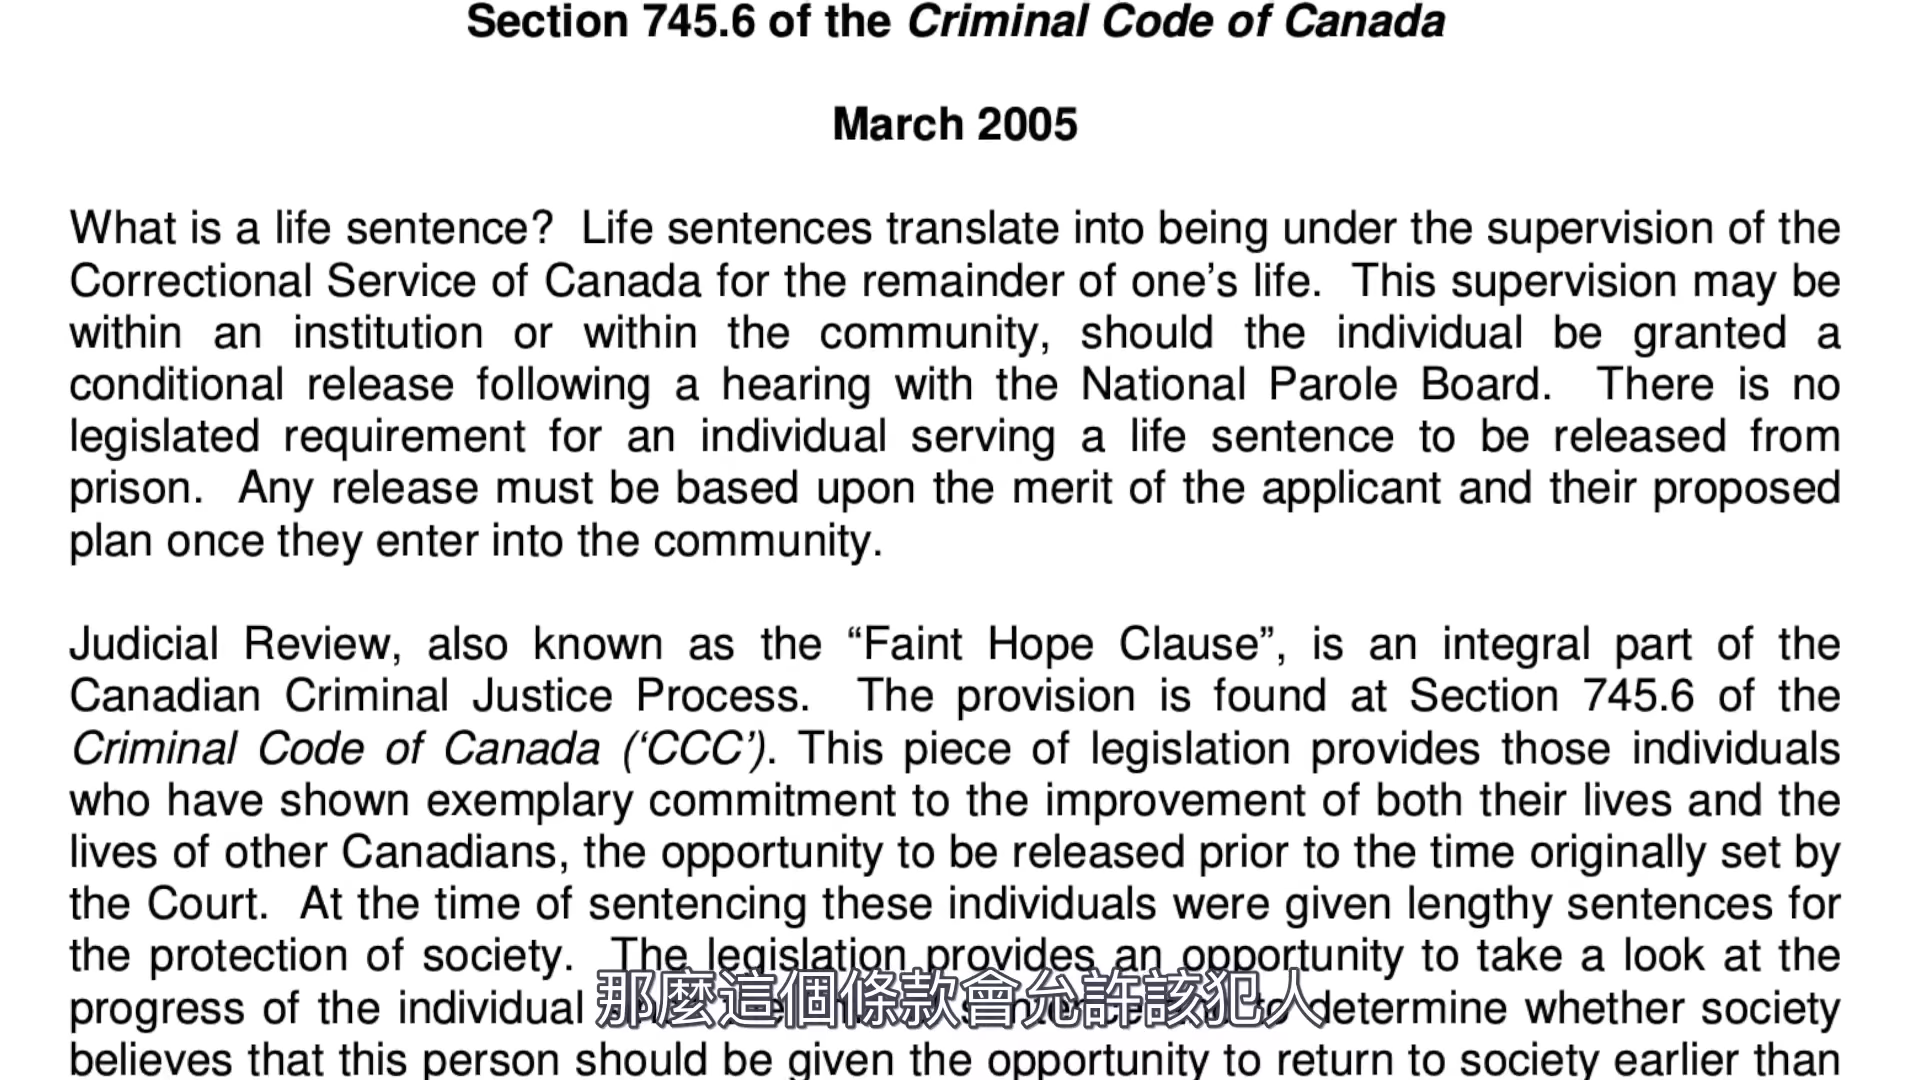 Section 745.6 of the Criminal Code of Canada
March 2005
What is a life sentence?  Life sentences translate into being under the supervision of the
Correctional Service of Canada for the remainder of one’s life.  This supervision may be
within an institution or within the community, should the individual be granted a
conditional release following a hearing with the National Parole Board.  There is no
legislated requirement for an individual serving a life sentence to be released from
prison.  Any release must be based upon the merit of the applicant and their proposed
plan once they enter into the community.
Judicial Review, also known as the “Faint Hope Clause”, is an integral part of the
Canadian Criminal Justice Process.  The provision is found at Section 745.6 of the
Criminal Code of Canada (‘CCC’). This piece of legislation provides those individuals
who have shown exemplary commitment to the improvement of both their lives and the
lives of other Canadians, the opportunity to be released prior to the time originally set by
the Court.  At the time of sentencing these individuals were given lengthy sentences for
the protection of society.  The legislation provides an opportunity to take a look at the
progress of the individual determine whether society
那麼這個條款會允許該犯人
believes that this person should be given the opportunity to return to society earlier than